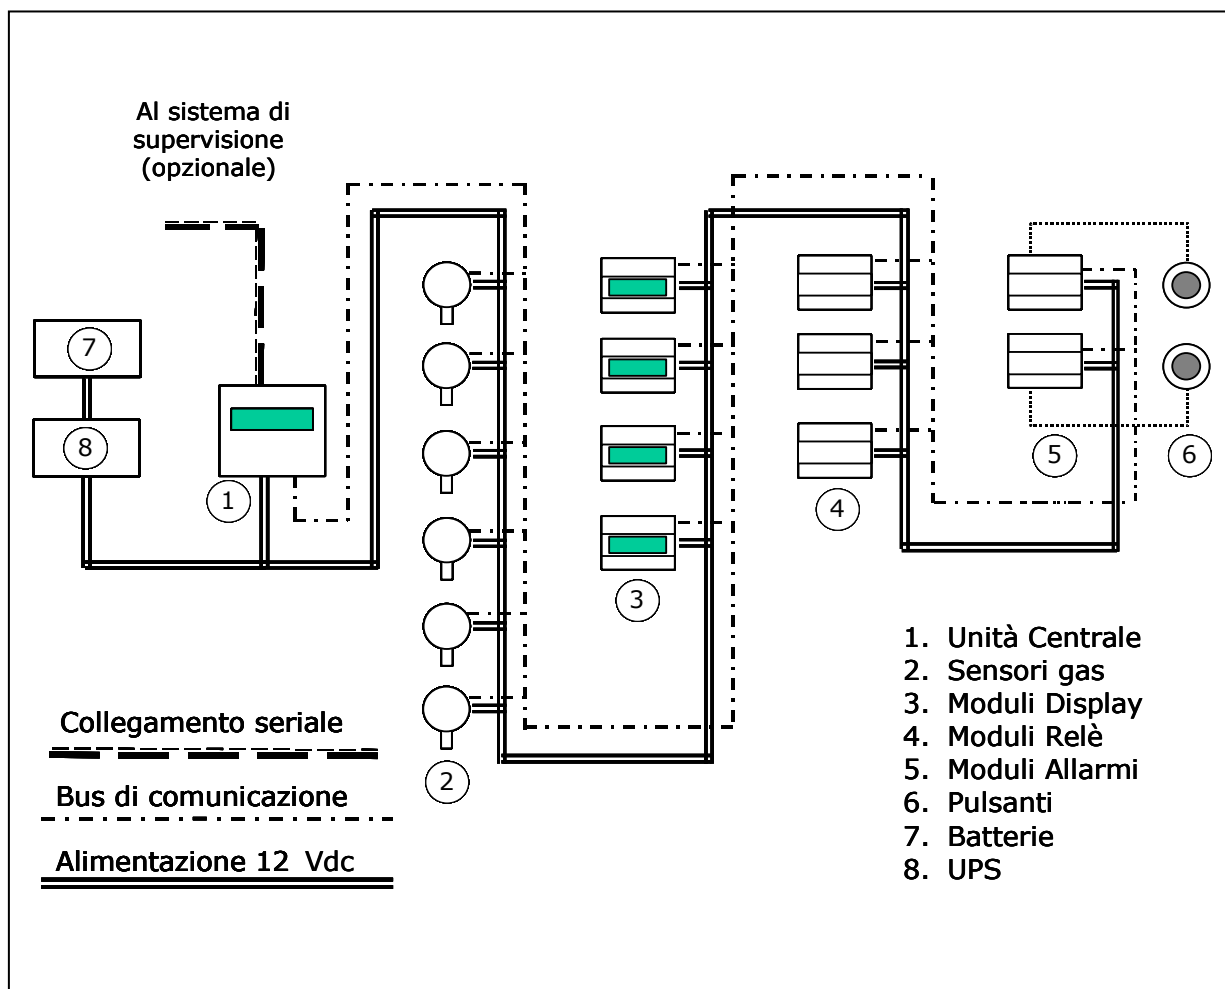 Al sistema di
supervisione
(opzionale)
7
8
1
2
3
4
5
6
Collegamento seriale
Bus di comunicazione
Alimentazione 12 Vdc
1. Unità Centrale
2. Sensori gas
3. Moduli Display
4. Moduli Relè
5. Moduli Allarmi
6. Pulsanti
7. Batterie
8. UPS